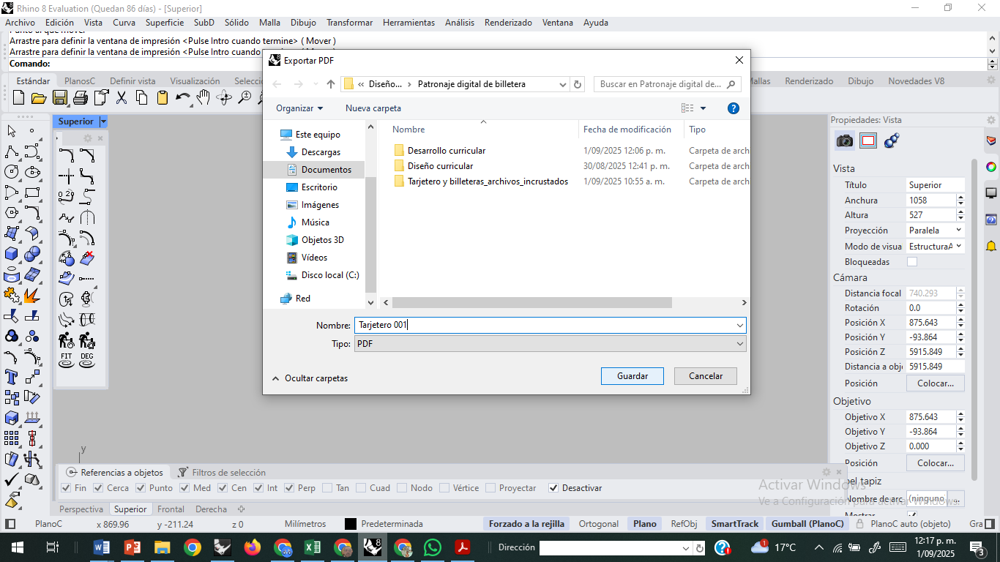 Rhino 8 Evaluation (Quedan 86 días) - [Superior]
Archivo Edición Vista Curva Superficie SubD Sólido Malla Dibujo Transformar Herramientas Análisis Renderizado Ventana Ayuda
Punto al que mover
Arrastre para definir la ventana de impresión <Pulse Intro cuando termine> ( Mover )
Arrastre para definir la ventana de impresión <Pulse Intro cuando
Comando:
Estándar PlanosC Definir vista Visualización Selecci
Mallas Renderizado Dibujo Novedades V8
Exportar PDF
« Diseño... › Patronaje digital de billetera
Buscar en Patronaje digital de...
Organizar Nueva carpeta
Este equipo
Descargas
Documentos
Escritorio
Imágenes
Música
Objetos 3D
Vídeos
Disco local (C:)
Red
Nombre Fecha de modificación Tipo
Desarrollo curricular 1/09/2025 12:06 p. m. Carpeta de arch
Diseño curricular 30/08/2025 12:41 p. m. Carpeta de arch
Tarjetero y billeteras_archivos_incrustados 1/09/2025 10:55 a. m. Carpeta de arch
Nombre: Tarjetero 001
Tipo: PDF
Ocultar carpetas
Guardar Cancelar
Superior
FIT DEG
y
Propiedades: Vista
Vista
Título Superior
Anchura 1058
Altura 527
Proyección Paralela
Modo de visua EstructuraA
Bloqueadas
Cámara
Distancia focal 740.293
Rotación 0.0
Posición X 875.643
Posición Y -93.864
Posición Z 5915.849
Distancia a obj 5915.849
Posición Colocar...
Objetivo
Objetivo X 875.643
Objetivo Y -93.864
Objetivo Z 0.000
Posición Colocar...
pel tapiz
Nombre de arc (ninguno) ...
Mostrar
Activar Windows
Ve a Configuración para activar Windows.
Referencias a objetos Filtros de selección
Fin Cerca Punto Med Cen Int Perp Tan Cuad Nodo Vértice Proyectar Desactivar
Perspectiva Superior Frontal Derecha
PlanoC x 869.96 y -211.24 z 0 Milímetros Predeterminada Forzado a la rejilla Ortogonal Plano RefObj SmartTrack Gumball (PlanoC) PlanoC auto (objeto) Gra
Dirección
1
17°C
12:17 p. m.
1/09/2025
3